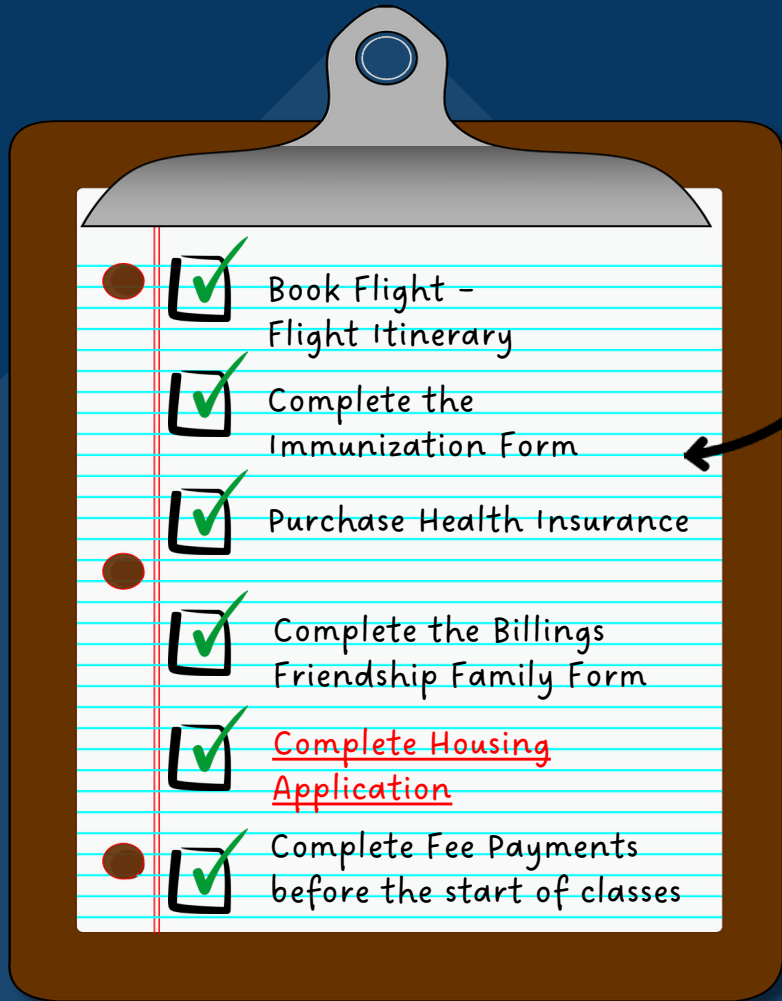 Book Flight -
Flight Itinerary
Complete the
Immunization Form
Purchase Health Insurance
Complete the Billings
Friendship Family Form
Complete Housing
Application
Complete Fee Payments
before the start of classes